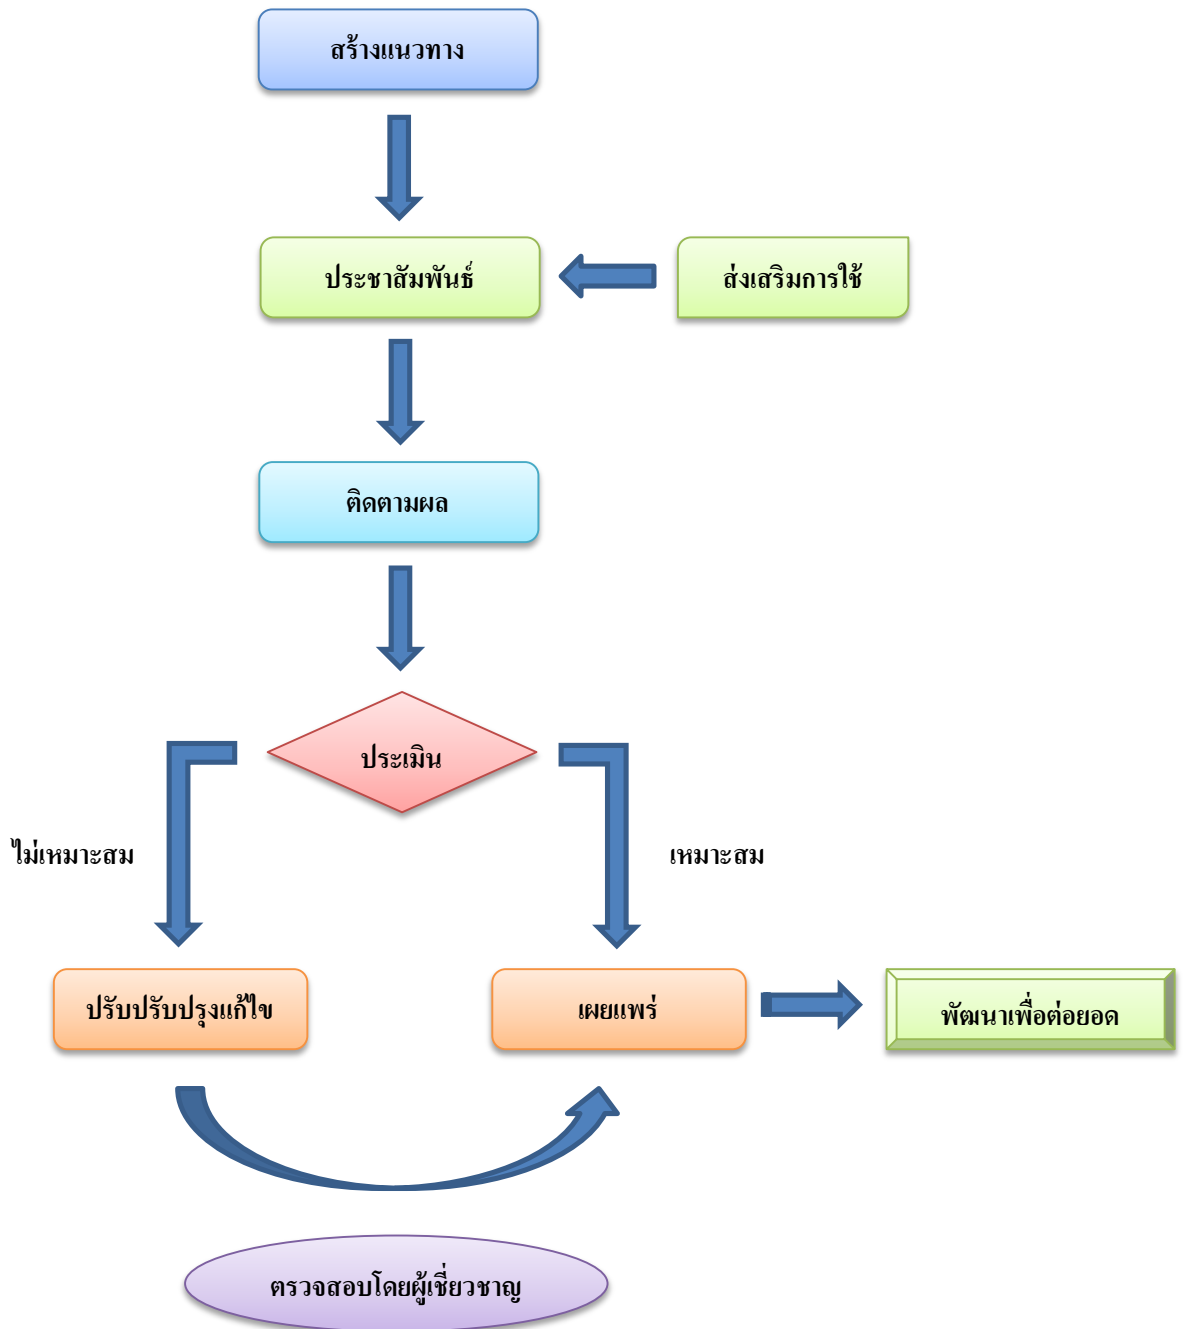 สร้างแนวทาง
ประชาสัมพันธ์
ส่งเสริมการใช้
ติดตามผล
ประเมิน
ไม่เหมาะสม
เหมาะสม
ปรับปรับปรุงแก้ไข
เผยแพร่
พัฒนาเพื่อต่อยอด
ตรวจสอบโดยผู้เชี่ยวชาญ